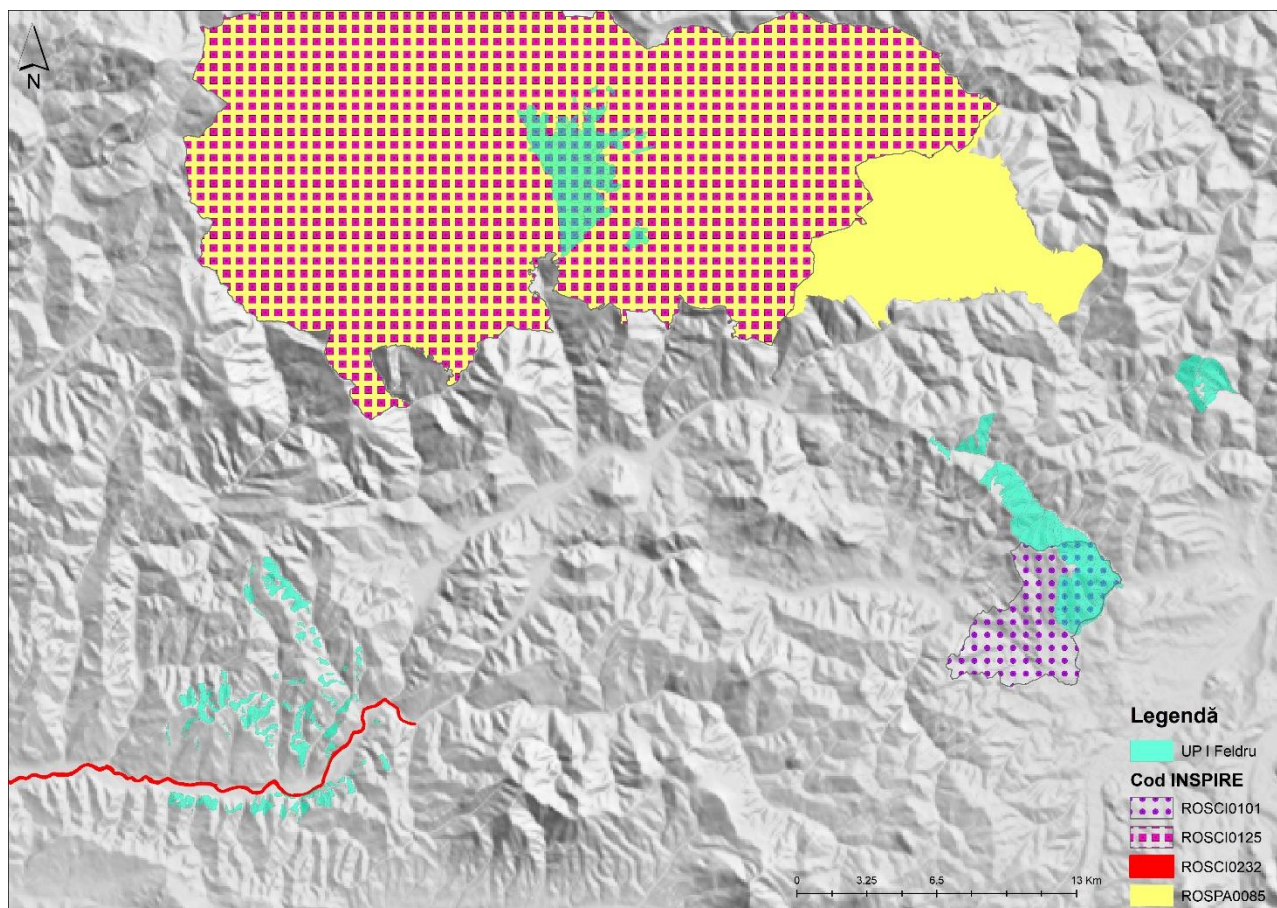 N
Legendă
UP I Feldru
Cod INSPIRE
ROSCI0101
ROSCI0125
ROSCI0232
ROSPA0085
0 3.25 6.5 13 Km